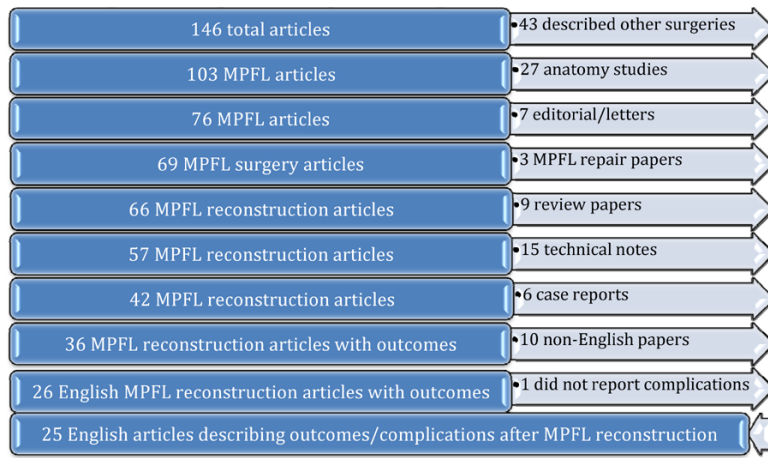 146 total articles
•43 described other surgeries
103 MPFL articles
•27 anatomy studies
76 MPFL articles
•7 editorial/letters
69 MPFL surgery articles
•3 MPFL repair papers
66 MPFL reconstruction articles
•9 review papers
57 MPFL reconstruction articles
•15 technical notes
42 MPFL reconstruction articles
•6 case reports
36 MPFL reconstruction articles with outcomes
•10 non-English papers
26 English MPFL reconstruction articles with outcomes
•1 did not report complications
25 English articles describing outcomes/complications after MPFL reconstruction